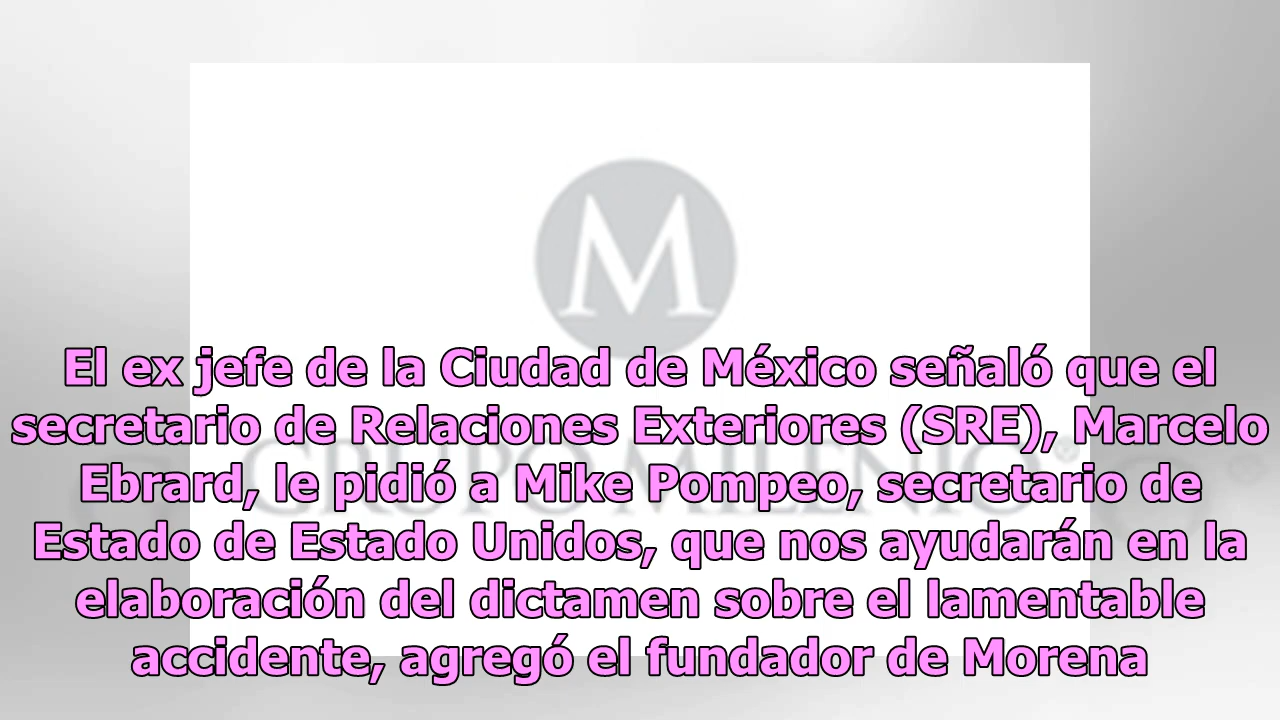 M
El ex jefe de la Ciudad de México señaló que el
secretario de Relaciones Exteriores (SRE), Marcelo
Ebrard, le pidió a Mike Pompeo, secretario de
GRUPO MILENIO®
Estado de Estado Unidos, que nos ayudarán en la
elaboración del dictamen sobre el lamentable
accidente, agregó el fundador de Morena